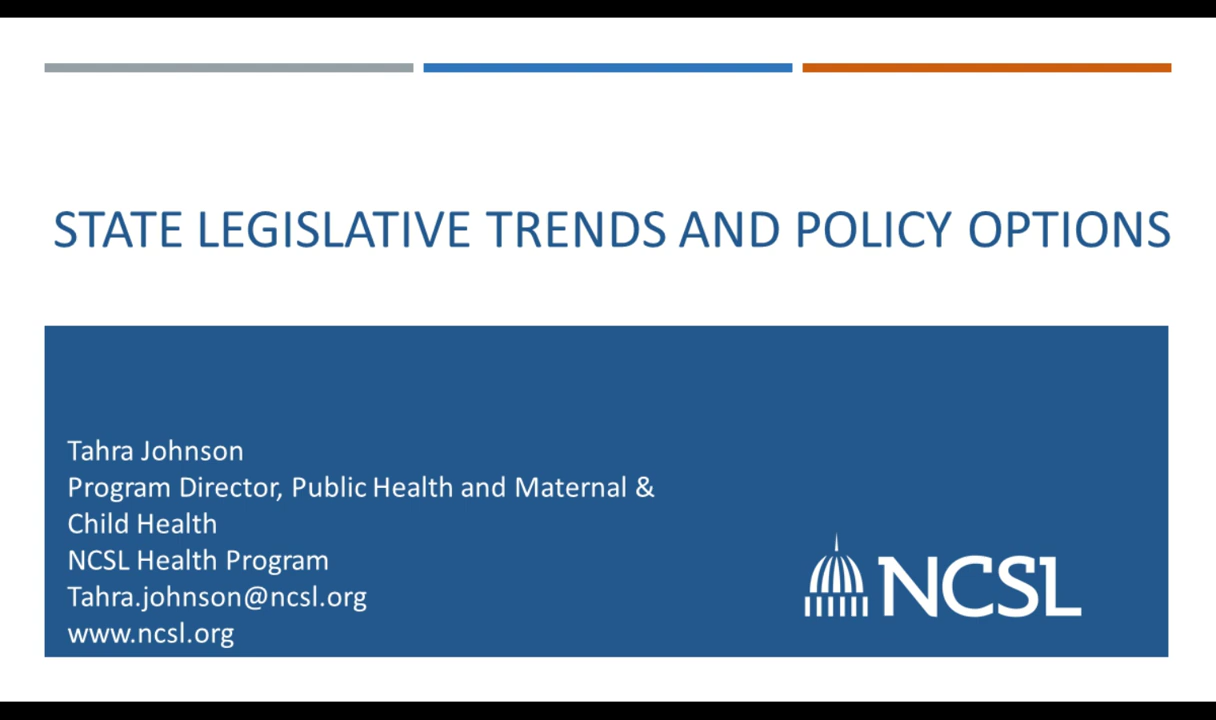 STATE LEGISLATIVE TRENDS AND POLICY OPTIONS
Tahra Johnson
Program Director, Public Health and Maternal &
Child Health
NCSL Health Program
Tahra.johnson@ncsl.org
www.ncsl.org
NCSL